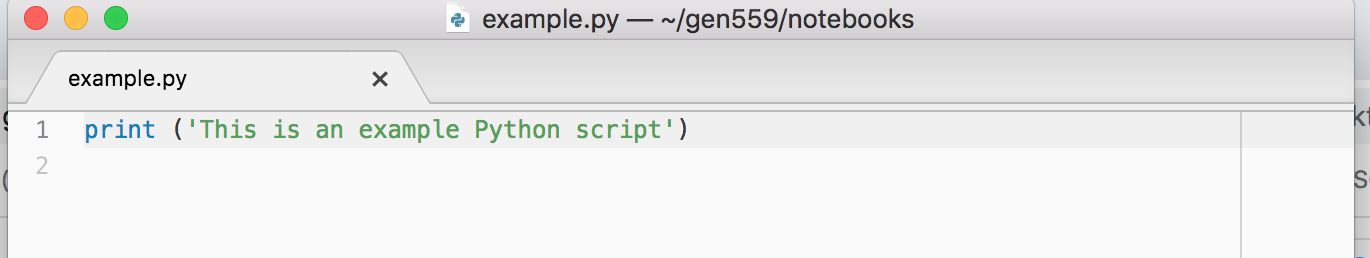 example.py — ~/gen559/notebooks
example.py ×
1 print ('This is an example Python script')
2